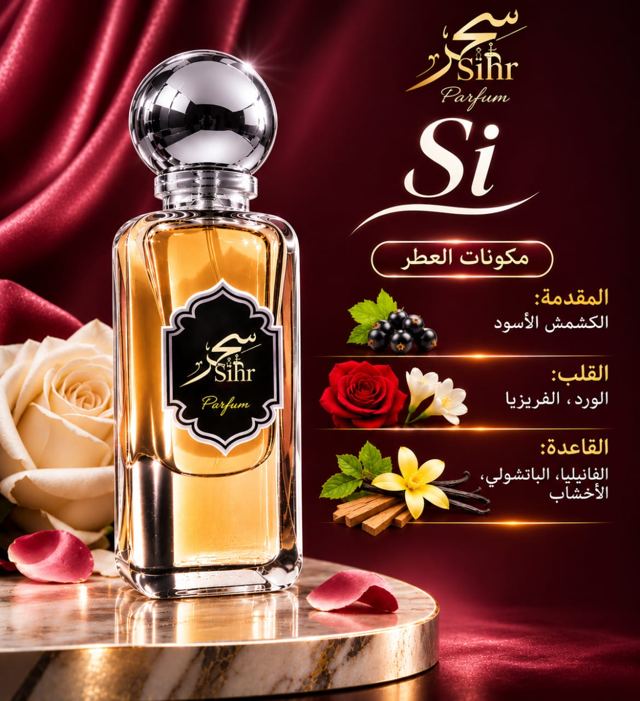 سحر
Sihr
Parfum
Si
مكونات العطر
المقدمة:
الكشمش الأسود
القلب:
الورد، الفريزيا
القاعدة:
الفانيليا، الباتشولي،
الأخشاب
سحر
Sihr
Parfum